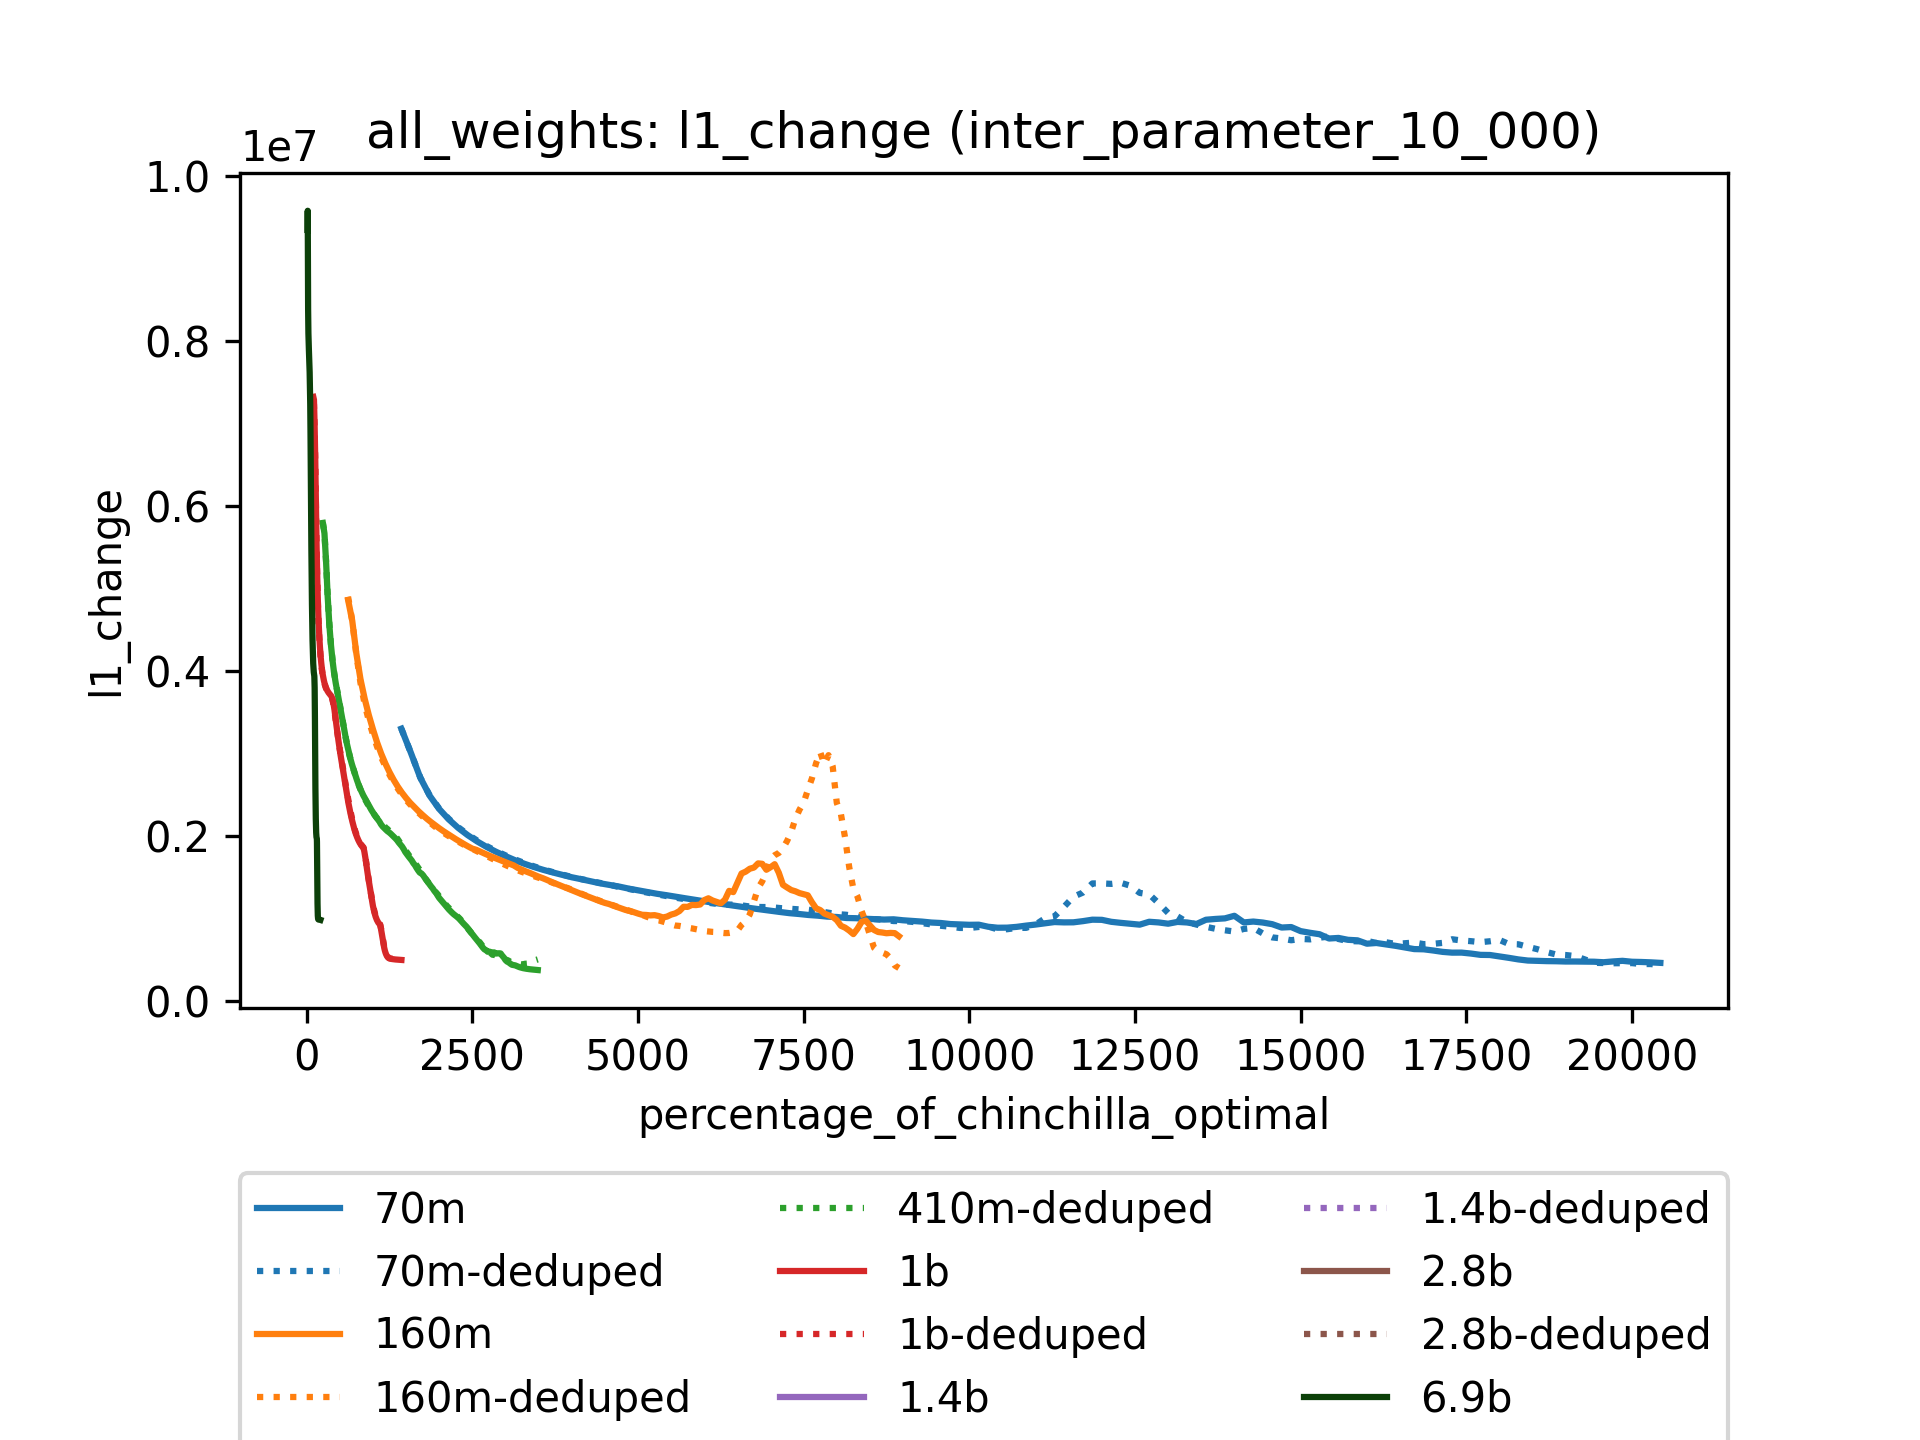 all_weights: l1_change (inter_parameter_10_000)
1e7
1.0
0.8
0.6
0.4
0.2
0.0
l1_change
0 2500 5000 7500 10000 12500 15000 17500 20000
percentage_of_chinchilla_optimal
70m
70m-deduped
160m
160m-deduped
410m-deduped
1b
1b-deduped
1.4b
1.4b-deduped
2.8b
2.8b-deduped
6.9b